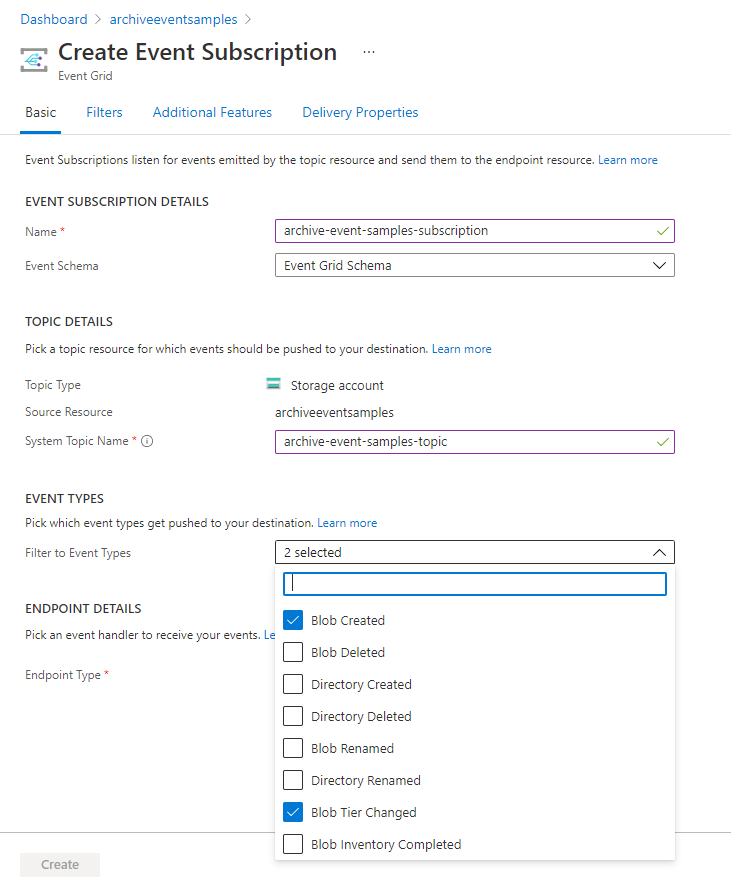 Dashboard > archiveeventsamples >
Create Event Subscription ...
Event Grid
Basic Filters Additional Features Delivery Properties
Event Subscriptions listen for events emitted by the topic resource and send them to the endpoint resource. Learn more
EVENT SUBSCRIPTION DETAILS
Name * archive-event-samples-subscription
Event Schema Event Grid Schema
TOPIC DETAILS
Pick a topic resource for which events should be pushed to your destination. Learn more
Topic Type Storage account
Source Resource archiveeventsamples
System Topic Name * archive-event-samples-topic
EVENT TYPES
Pick which event types get pushed to your destination. Learn more
Filter to Event Types 2 selected
ENDPOINT DETAILS
Pick an event handler to receive your events. Le
Endpoint Type *
Blob Created
Blob Deleted
Directory Created
Directory Deleted
Blob Renamed
Directory Renamed
Blob Tier Changed
Blob Inventory Completed
Create